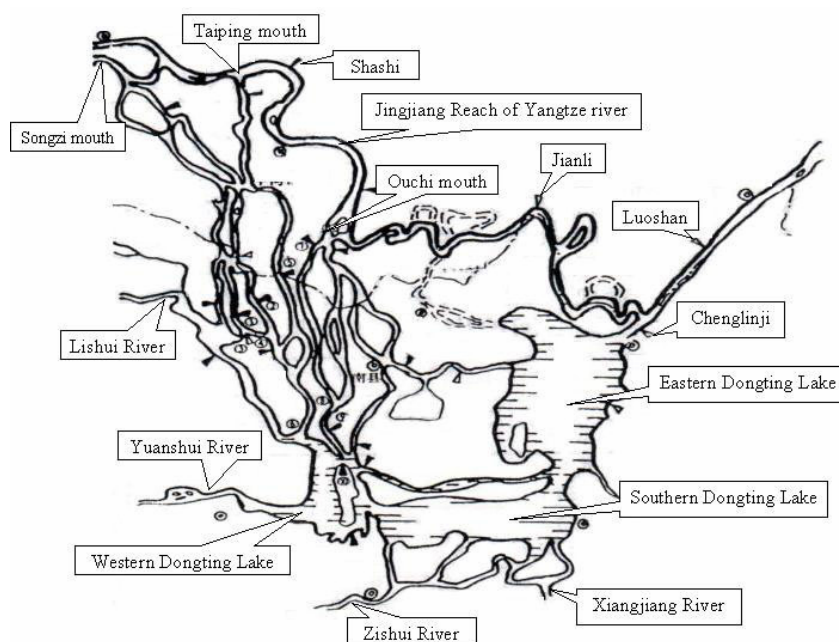 Taiping mouth
Shashi
Songzi mouth
Jingjiang Reach of Yangtze river
Jianli
Ouchi mouth
Luoshan
Lishui River
Chenglinji
Eastern Dongting Lake
Yuanshui River
Southern Dongting Lake
Western Dongting Lake
Xiangjiang River
Zishui River